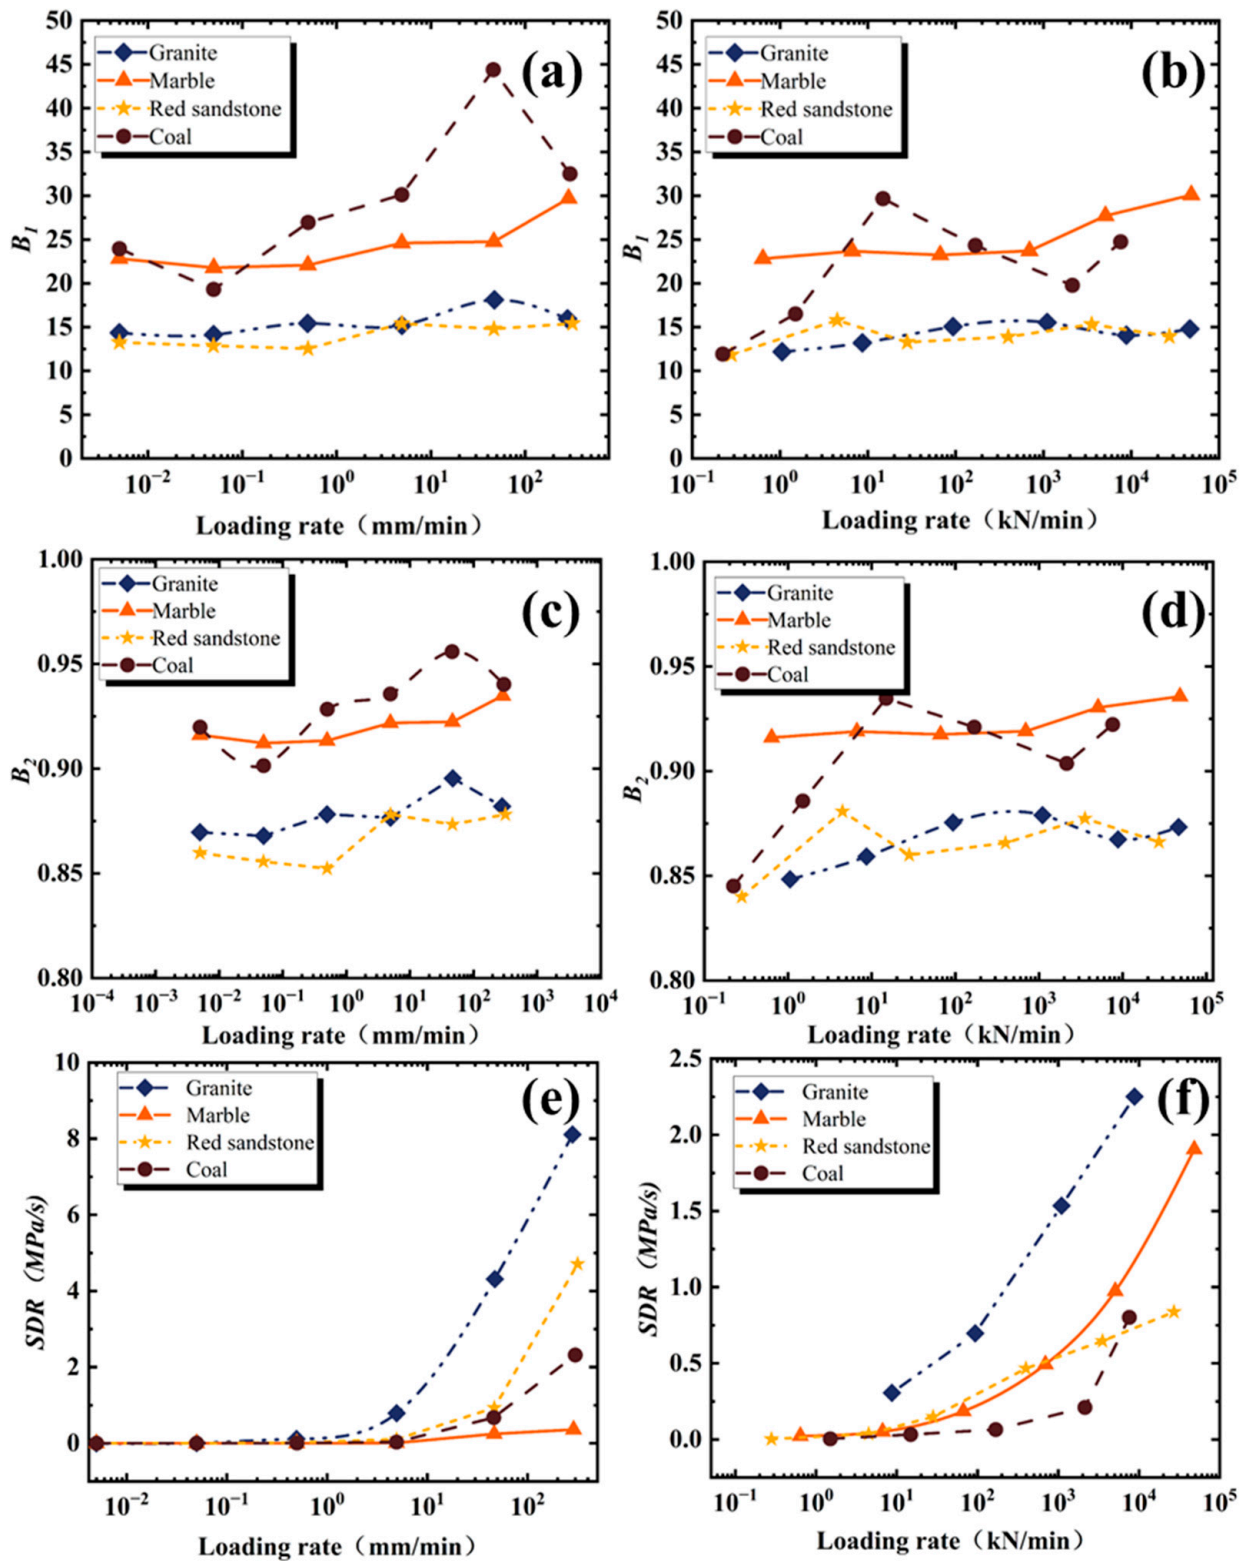 (a)
Granite
Marble
Red sandstone
Coal
50
45
40
35
30
25
20
15
10
5
0
B₁
10⁻² 10⁻¹ 10⁰ 10¹ 10²
Loading rate（mm/min）
(b)
Granite
Marble
Red sandstone
Coal
50
45
40
35
30
25
20
15
10
5
0
B₁
10⁻¹ 10⁰ 10¹ 10² 10³ 10⁴ 10⁵
Loading rate（kN/min）
(c)
Granite
Marble
Red sandstone
Coal
1.00
0.95
0.90
0.85
0.80
B₂
10⁻⁴ 10⁻³ 10⁻² 10⁻¹ 10⁰ 10¹ 10² 10³ 10⁴
Loading rate（mm/min）
(d)
Granite
Marble
Red sandstone
Coal
1.00
0.95
0.90
0.85
0.80
B₂
10⁻¹ 10⁰ 10¹ 10² 10³ 10⁴ 10⁵
Loading rate（kN/min）
(e)
Granite
Marble
Red sandstone
Coal
10
8
6
4
2
0
SDR（MPa/s）
10⁻² 10⁻¹ 10⁰ 10¹ 10²
Loading rate（mm/min）
(f)
Granite
Marble
Red sandstone
Coal
2.5
2.0
1.5
1.0
0.5
0.0
SDR（MPa/s）
10⁻¹ 10⁰ 10¹ 10² 10³ 10⁴ 10⁵
Loading rate（kN/min）